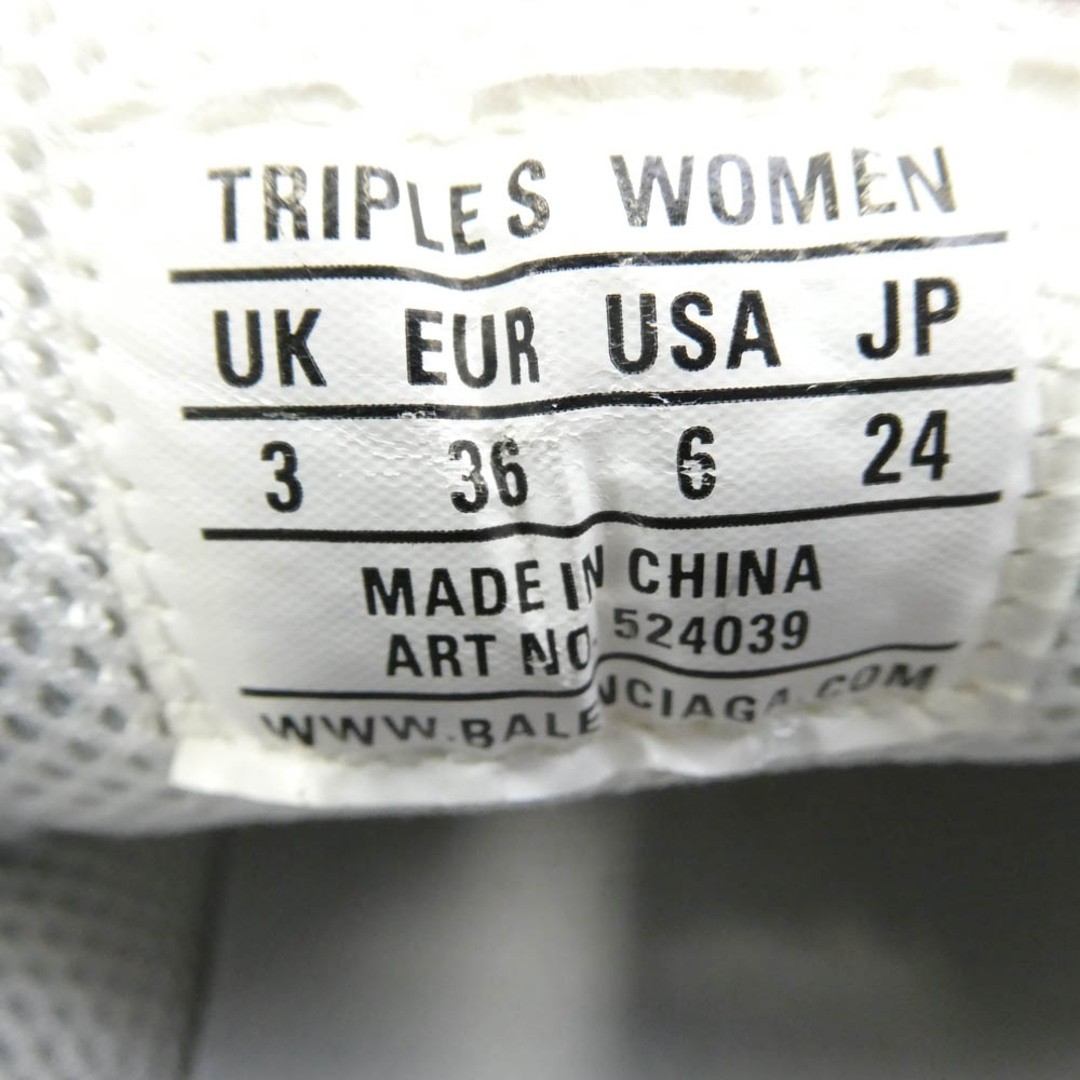 TRIPLE S WOMEN
UK EUR USA JP
3 36 6 24
MADE IN CHINA
ART NO. 524039
WWW.BALENCIAGA.COM